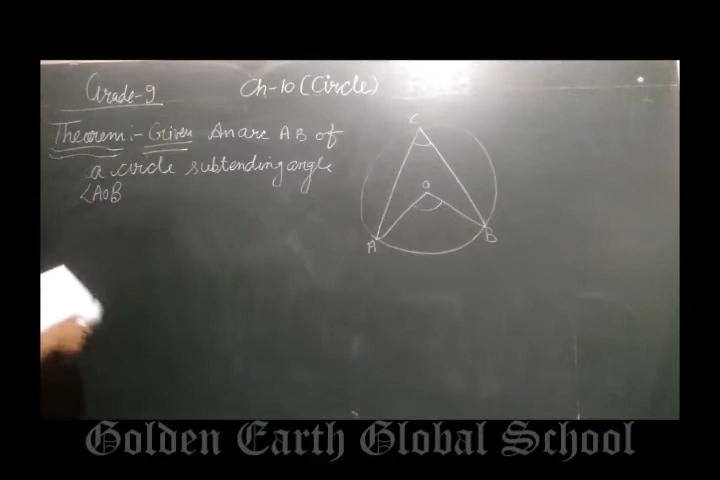 Grade-9
Ch-10 (Circle)
Theorem:- Given An arc AB of
a circle subtending angle
∠AOB
C
O
A
B
Golden Earth Global School